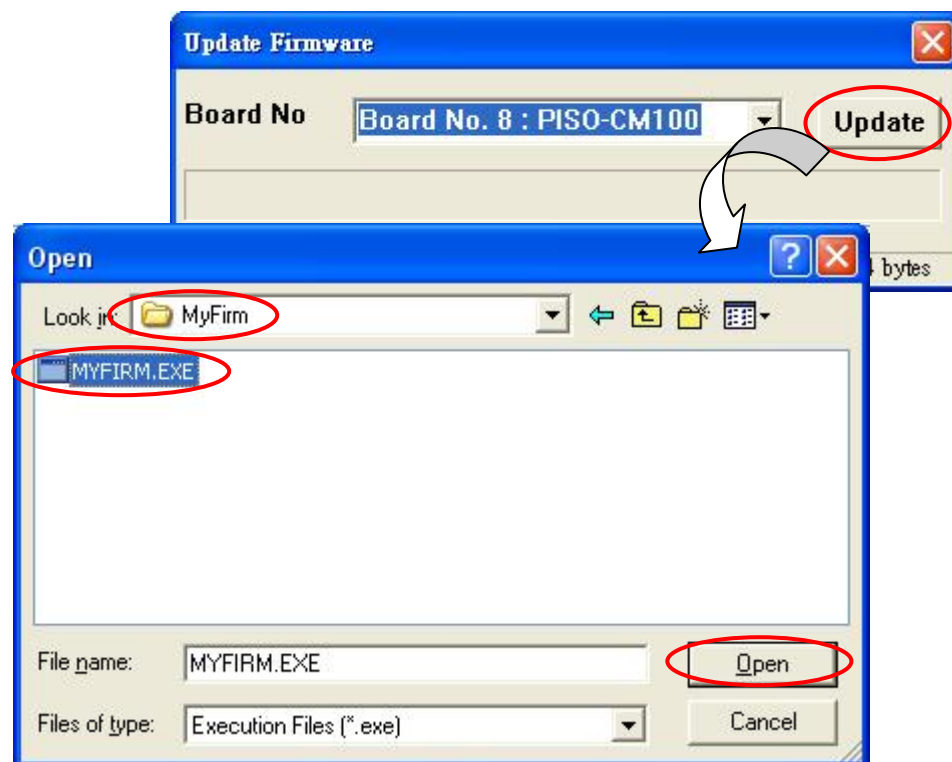 Update Firmware
Board No
Board No. 8 : PISO-CM100
Update
bytes
Open
Look in:
MyFirm
MYFIRM.EXE
File name:
MYFIRM.EXE
Open
Files of type:
Execution Files (*.exe)
Cancel